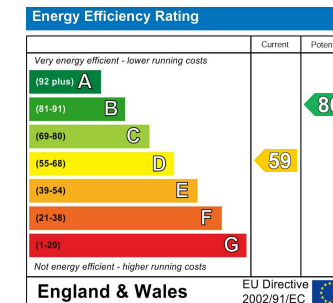 Energy Efficiency Rating
Current
Very energy efficient - lower running costs
(92 plus) A
(81-91) B
(69-80) C
(55-68) D
59
(39-54) E
(21-38) F
(1-20) G
Not energy efficient - higher running costs
England & Wales
EU Directive
2002/91/EC